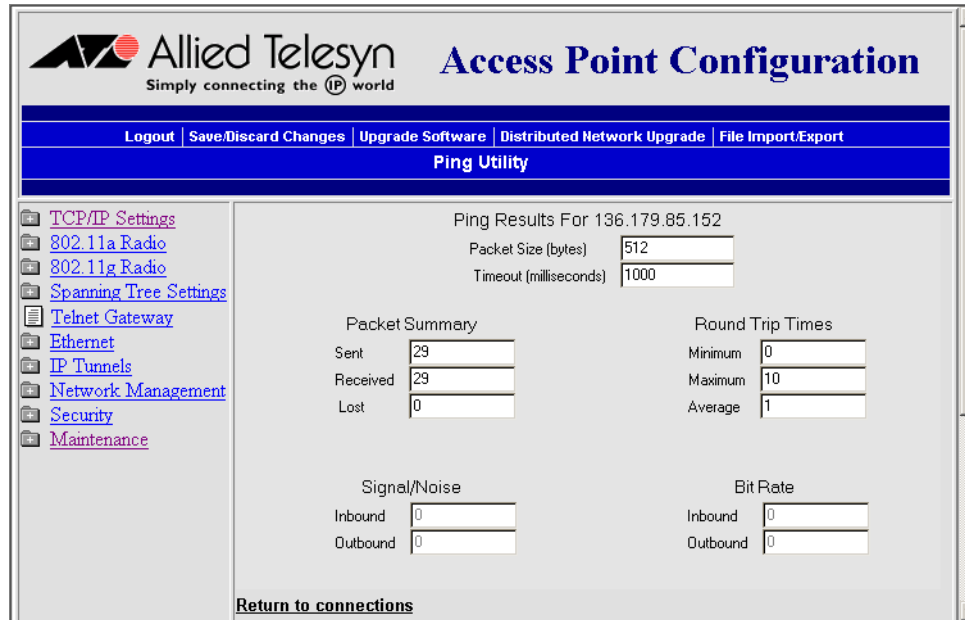 Allied Telesyn
Simply connecting the IP world
Access Point Configuration
Logout | Save/Discard Changes | Upgrade Software | Distributed Network Upgrade | File Import/Export
Ping Utility
TCP/IP Settings
802.11a Radio
802.11g Radio
Spanning Tree Settings
Telnet Gateway
Ethernet
IP Tunnels
Network Management
Security
Maintenance
Ping Results For 136.179.85.152
Packet Size (bytes) 512
Timeout (milliseconds) 1000
Packet Summary
Sent 29
Received 29
Lost 0
Round Trip Times
Minimum 0
Maximum 10
Average 1
Signal/Noise
Inbound 0
Outbound 0
Bit Rate
Inbound 0
Outbound 0
Return to connections